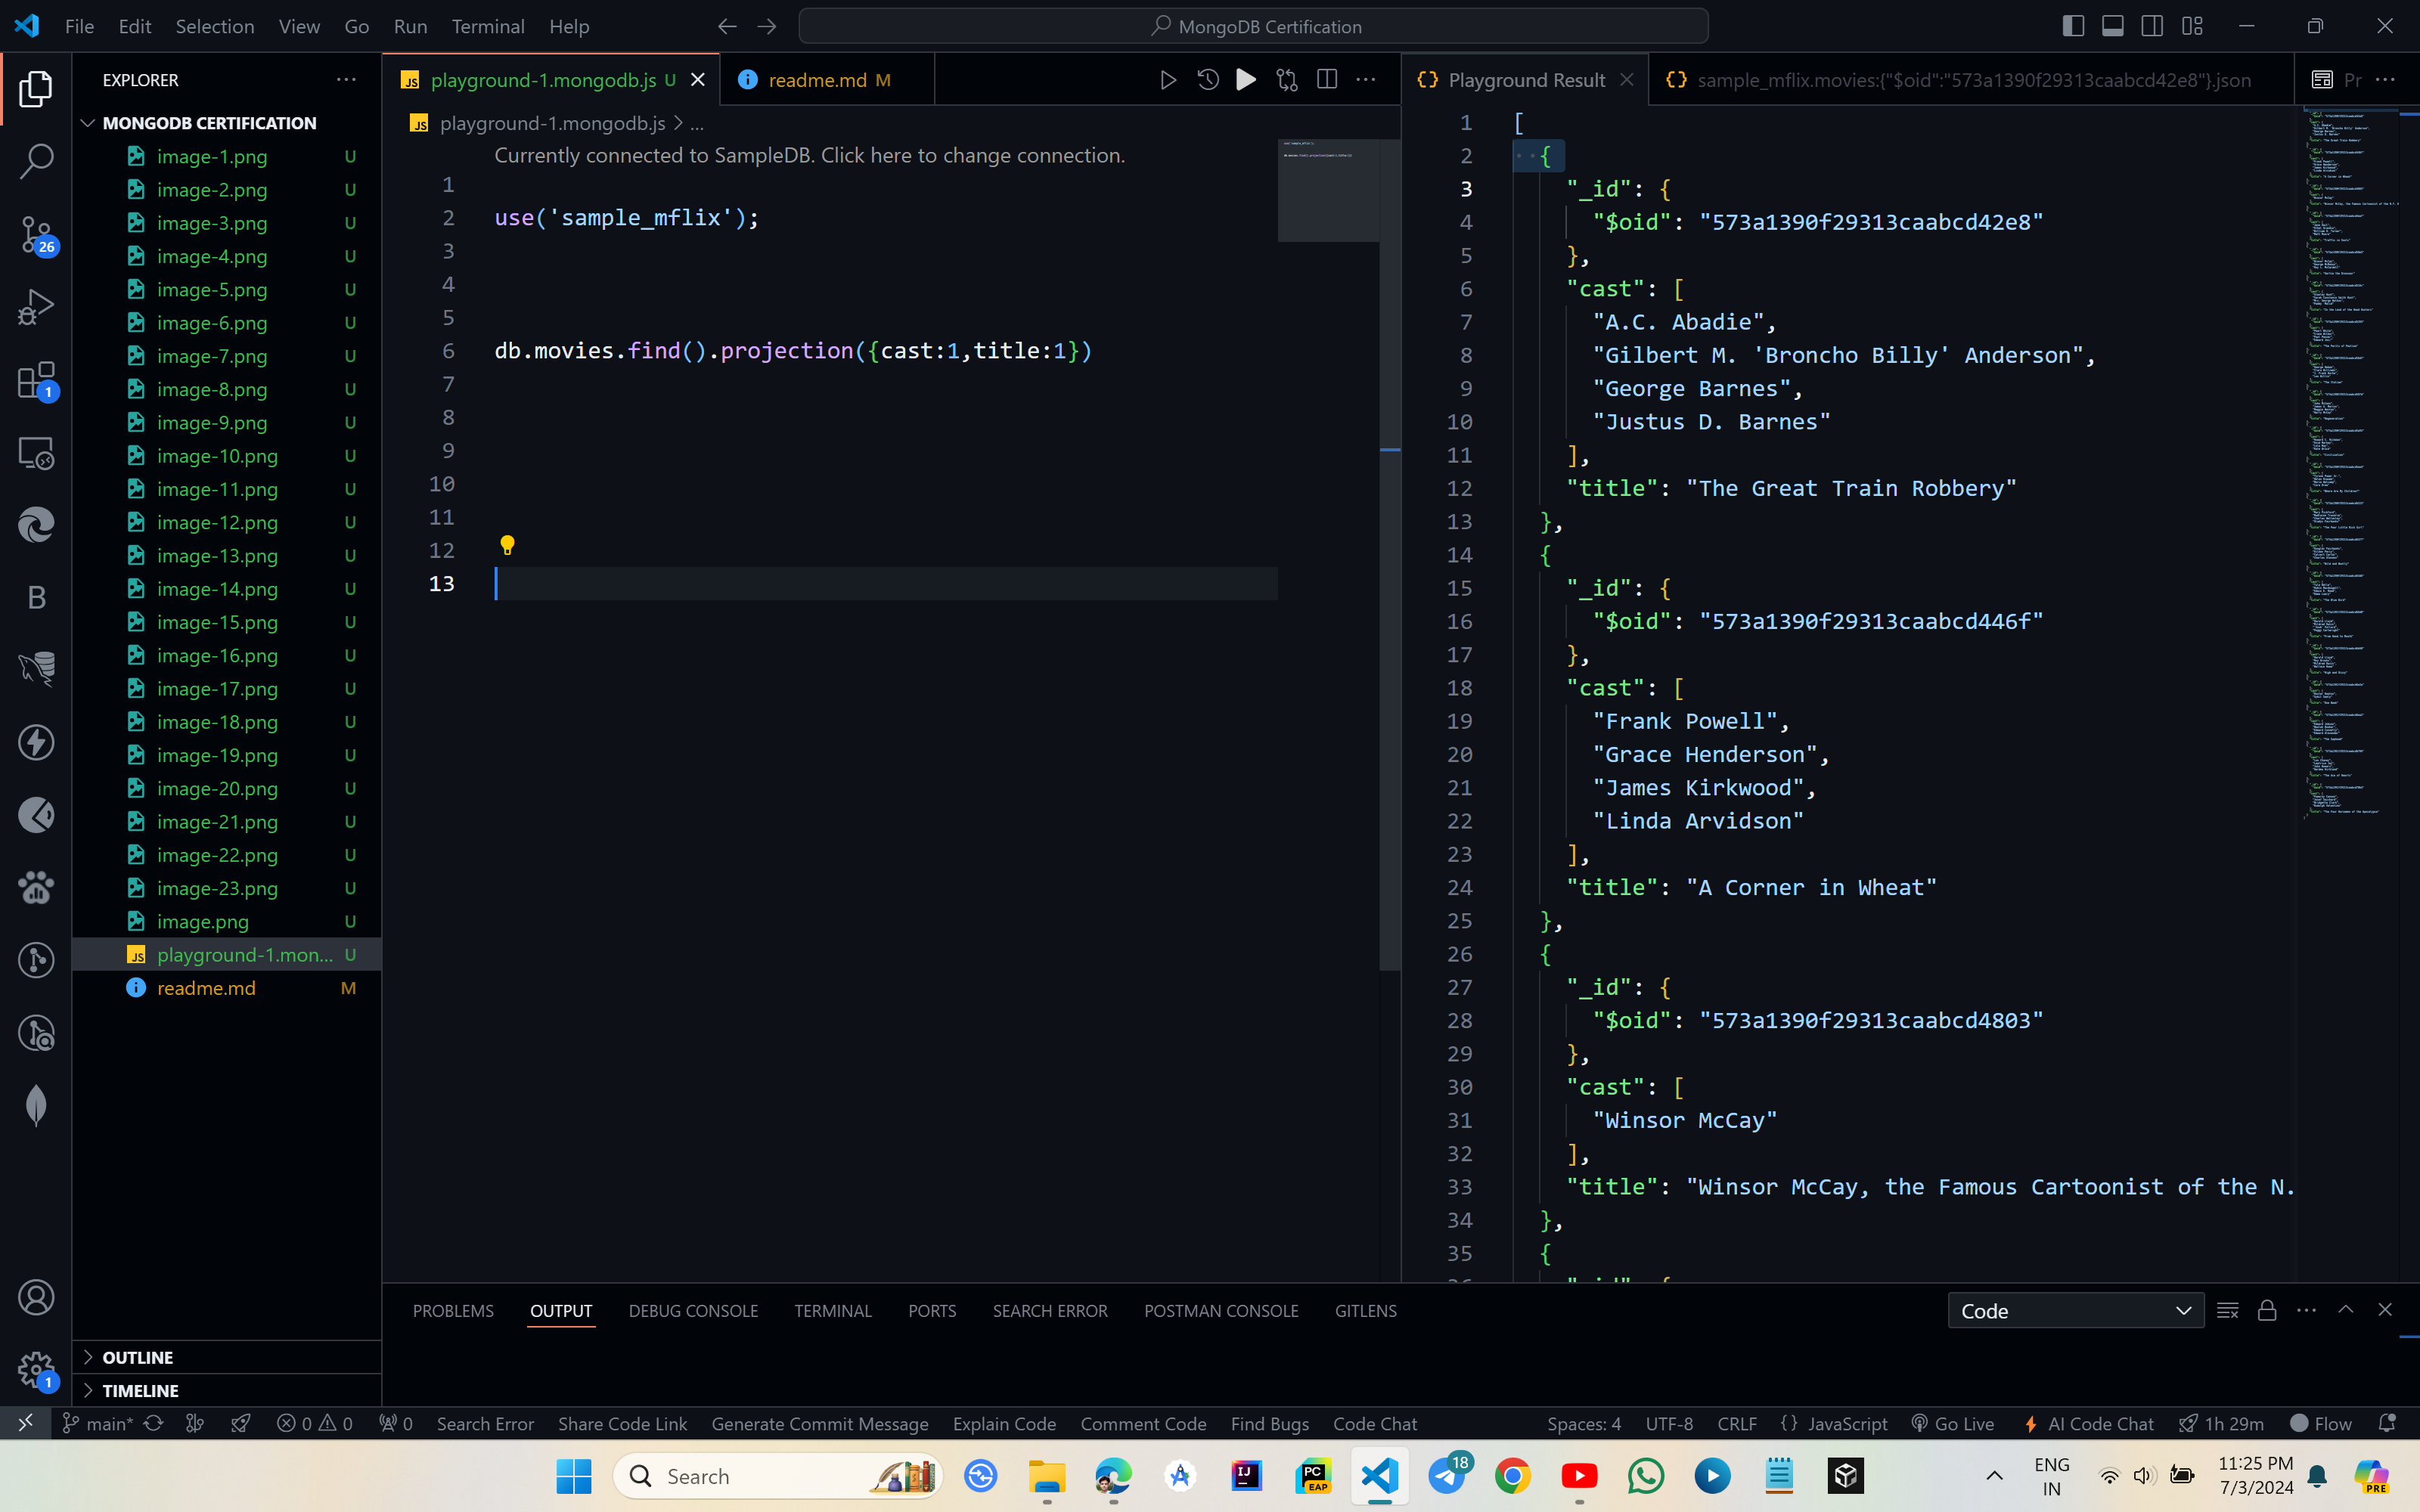 File Edit Selection View Go Run Terminal Help
MongoDB Certification
EXPLORER
MONGODB CERTIFICATION
image-1.png U
image-2.png U
image-3.png U
image-4.png U
image-5.png U
image-6.png U
image-7.png U
image-8.png U
image-9.png U
image-10.png U
image-11.png U
image-12.png U
image-13.png U
image-14.png U
image-15.png U
image-16.png U
image-17.png U
image-18.png U
image-19.png U
image-20.png U
image-21.png U
image-22.png U
image-23.png U
image.png U
JS playground-1.mon... U
readme.md M
OUTLINE
TIMELINE
26
1
B
1
JS playground-1.mongodb.js U
readme.md M
JS playground-1.mongodb.js > ...
Currently connected to SampleDB. Click here to change connection.
1
2 use('sample_mflix');
3
4
5
6 db.movies.find().projection({cast:1,title:1})
7
8
9
10
11
12
13
{} Playground Result
{} sample_mflix.movies:{"$oid":"573a1390f29313caabcd42e8"}.json
Pr
1 [
2 {
3 "_id": {
4 "$oid": "573a1390f29313caabcd42e8"
5 },
6 "cast": [
7 "A.C. Abadie",
8 "Gilbert M. 'Broncho Billy' Anderson",
9 "George Barnes",
10 "Justus D. Barnes"
11 ],
12 "title": "The Great Train Robbery"
13 },
14 {
15 "_id": {
16 "$oid": "573a1390f29313caabcd446f"
17 },
18 "cast": [
19 "Frank Powell",
20 "Grace Henderson",
21 "James Kirkwood",
22 "Linda Arvidson"
23 ],
24 "title": "A Corner in Wheat"
25 },
26 {
27 "_id": {
28 "$oid": "573a1390f29313caabcd4803"
29 },
30 "cast": [
31 "Winsor McCay"
32 ],
33 "title": "Winsor McCay, the Famous Cartoonist of the N.
34 },
35 {
PROBLEMS OUTPUT DEBUG CONSOLE TERMINAL PORTS SEARCH ERROR POSTMAN CONSOLE GITLENS
Code
main* 0 0 0 Search Error Share Code Link Generate Commit Message Explain Code Comment Code Find Bugs Code Chat
Spaces: 4 UTF-8 CRLF {} JavaScript Go Live AI Code Chat 1h 29m Flow
Search
IJ
PC
EAP
18
ENG
IN
11:25 PM
7/3/2024
PRE